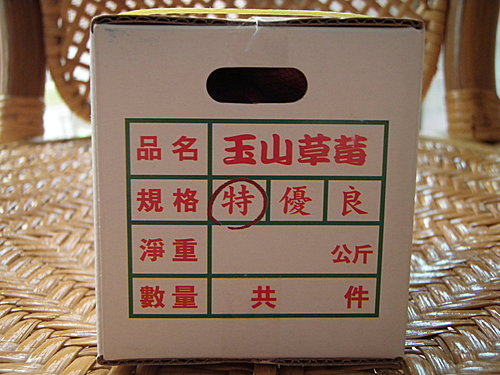 品名 玉山草莓
規格 特 優 良
淨重 公斤
數量 共 件